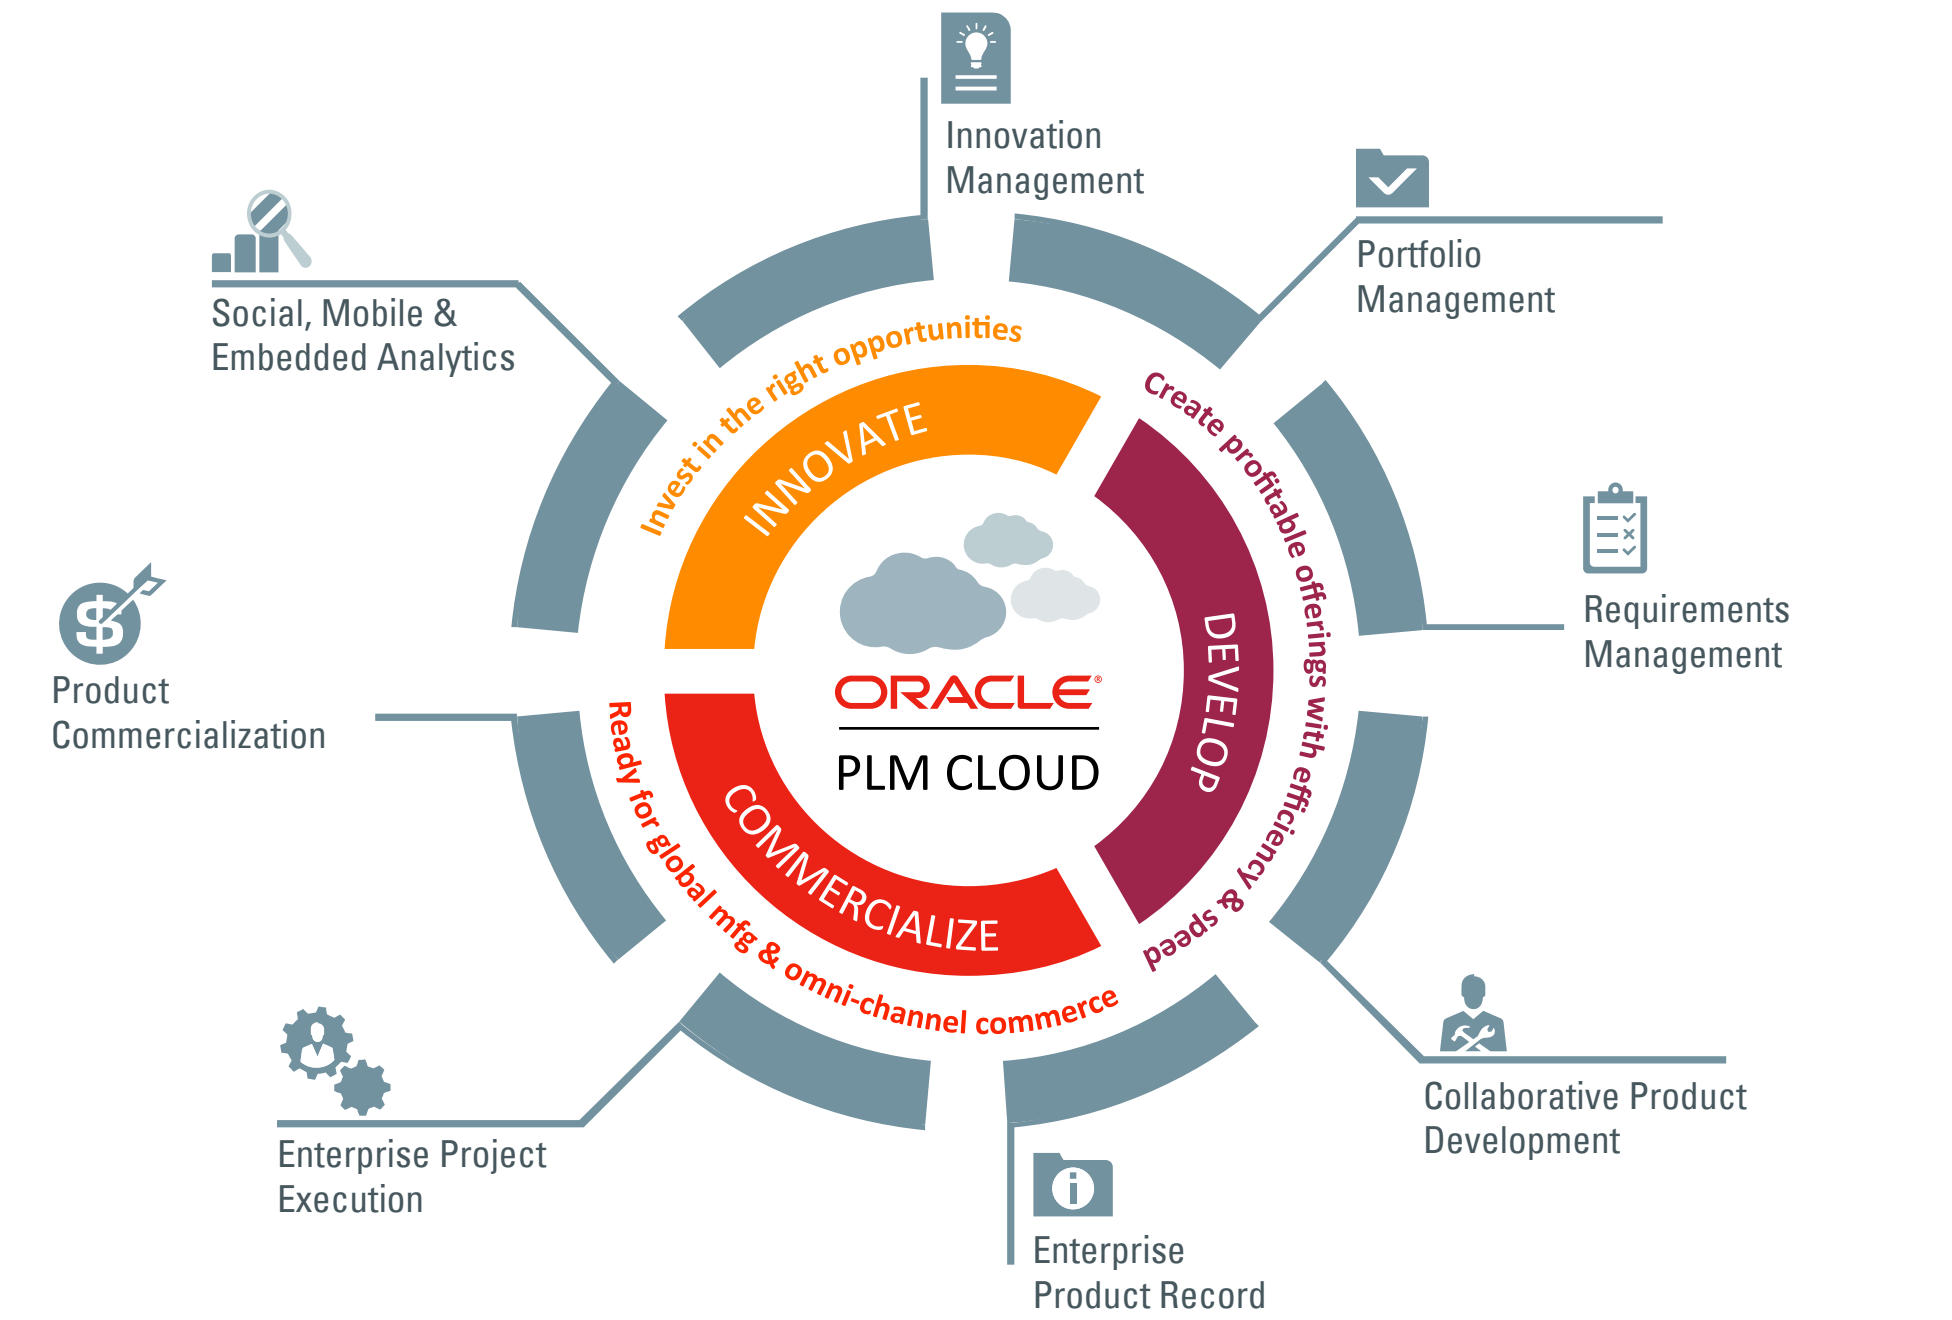 Innovation
Management
Portfolio
Management
Social, Mobile &
Embedded Analytics
Invest in the right opportunities
INNOVATE
Create profitable offerings with efficiency & speed
DEVELOP
Requirements
Management
Product
Commercialization
ORACLE®
PLM CLOUD
COMMERCIALIZE
Ready for global mfg & omni-channel commerce
Collaborative Product
Development
Enterprise Project
Execution
Enterprise
Product Record